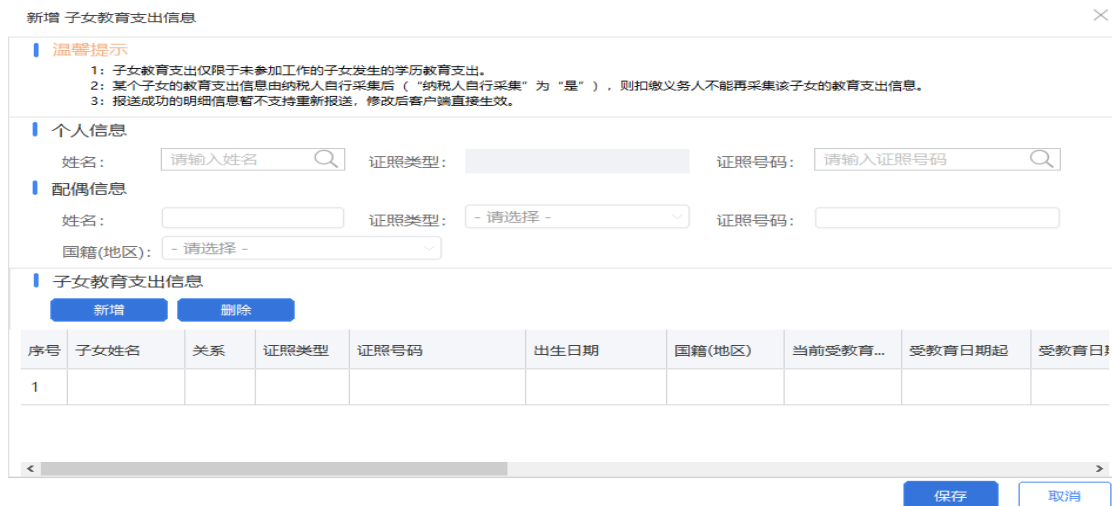 新增 子女教育支出信息
温馨提示
1：子女教育支出仅限于未参加工作的子女发生的学历教育支出。
2：某个子女的教育支出信息由纳税人自行采集后（“纳税人自行采集”为“是”），则扣缴义务人不能再采集该子女的教育支出信息。
3：报送成功的明细信息暂不支持重新报送，修改后客户端直接生效。
个人信息
姓名： 请输入姓名 证照类型： 证照号码： 请输入证照号码
配偶信息
姓名： 证照类型： - 请选择 - 证照号码：
国籍(地区)： - 请选择 -
子女教育支出信息
新增 删除
序号 子女姓名 关系 证照类型 证照号码 出生日期 国籍(地区) 当前受教育... 受教育日期起 受教育日
1
保存 取消